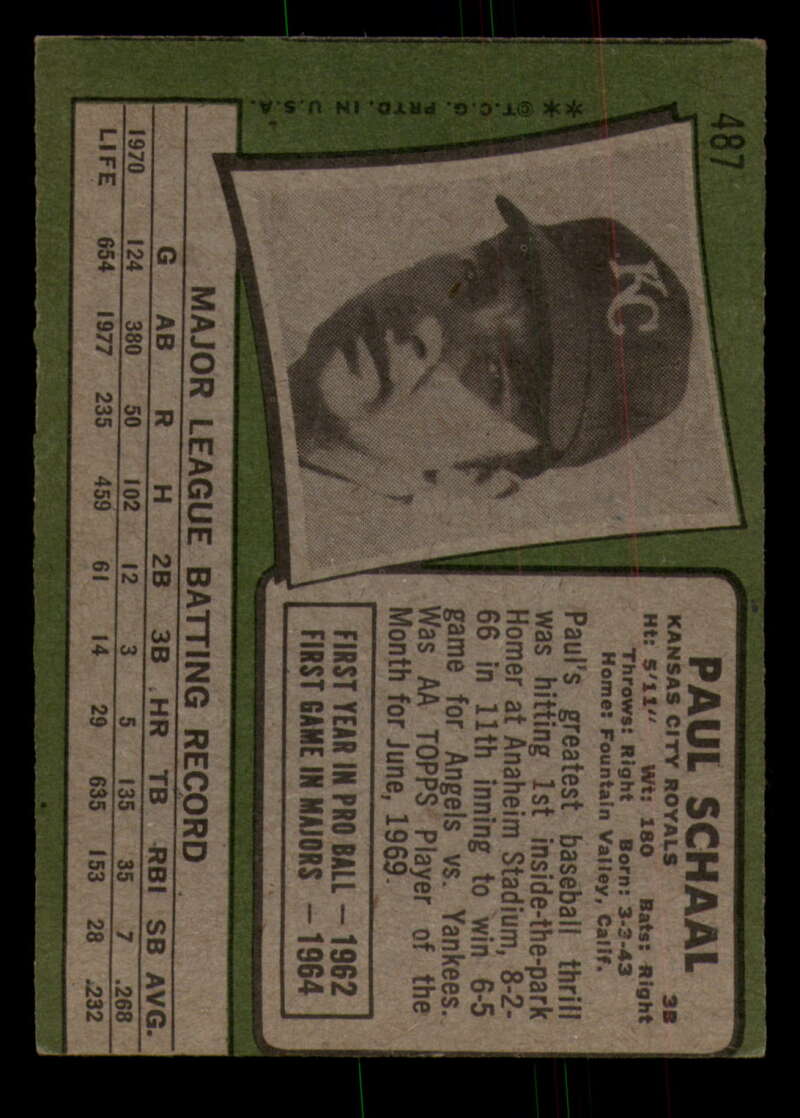 487
**©T.C.G. PRTD. IN U.S.A.
KC
PAUL SCHAAL
KANSAS CITY ROYALS 3B
Ht: 5'11" Wt: 180 Bats: Right
Throws: Right Born: 3-3-43
Home: Fountain Valley, Calif.
Paul's greatest baseball thrill
was hitting 1st inside-the-park
Homer at Anaheim Stadium, 8-2-
66 in 11th inning to win 6-5
game for Angels vs. Yankees.
Was AA TOPPS Player of the
Month for June, 1969.
FIRST YEAR IN PRO BALL — 1962
FIRST GAME IN MAJORS — 1964
MAJOR LEAGUE BATTING RECORD
G AB R H 2B 3B HR TB RBI SB AVG.
1970 124 380 50 102 12 3 5 135 35 7 .268
LIFE 654 1977 235 459 61 14 29 635 153 28 .232